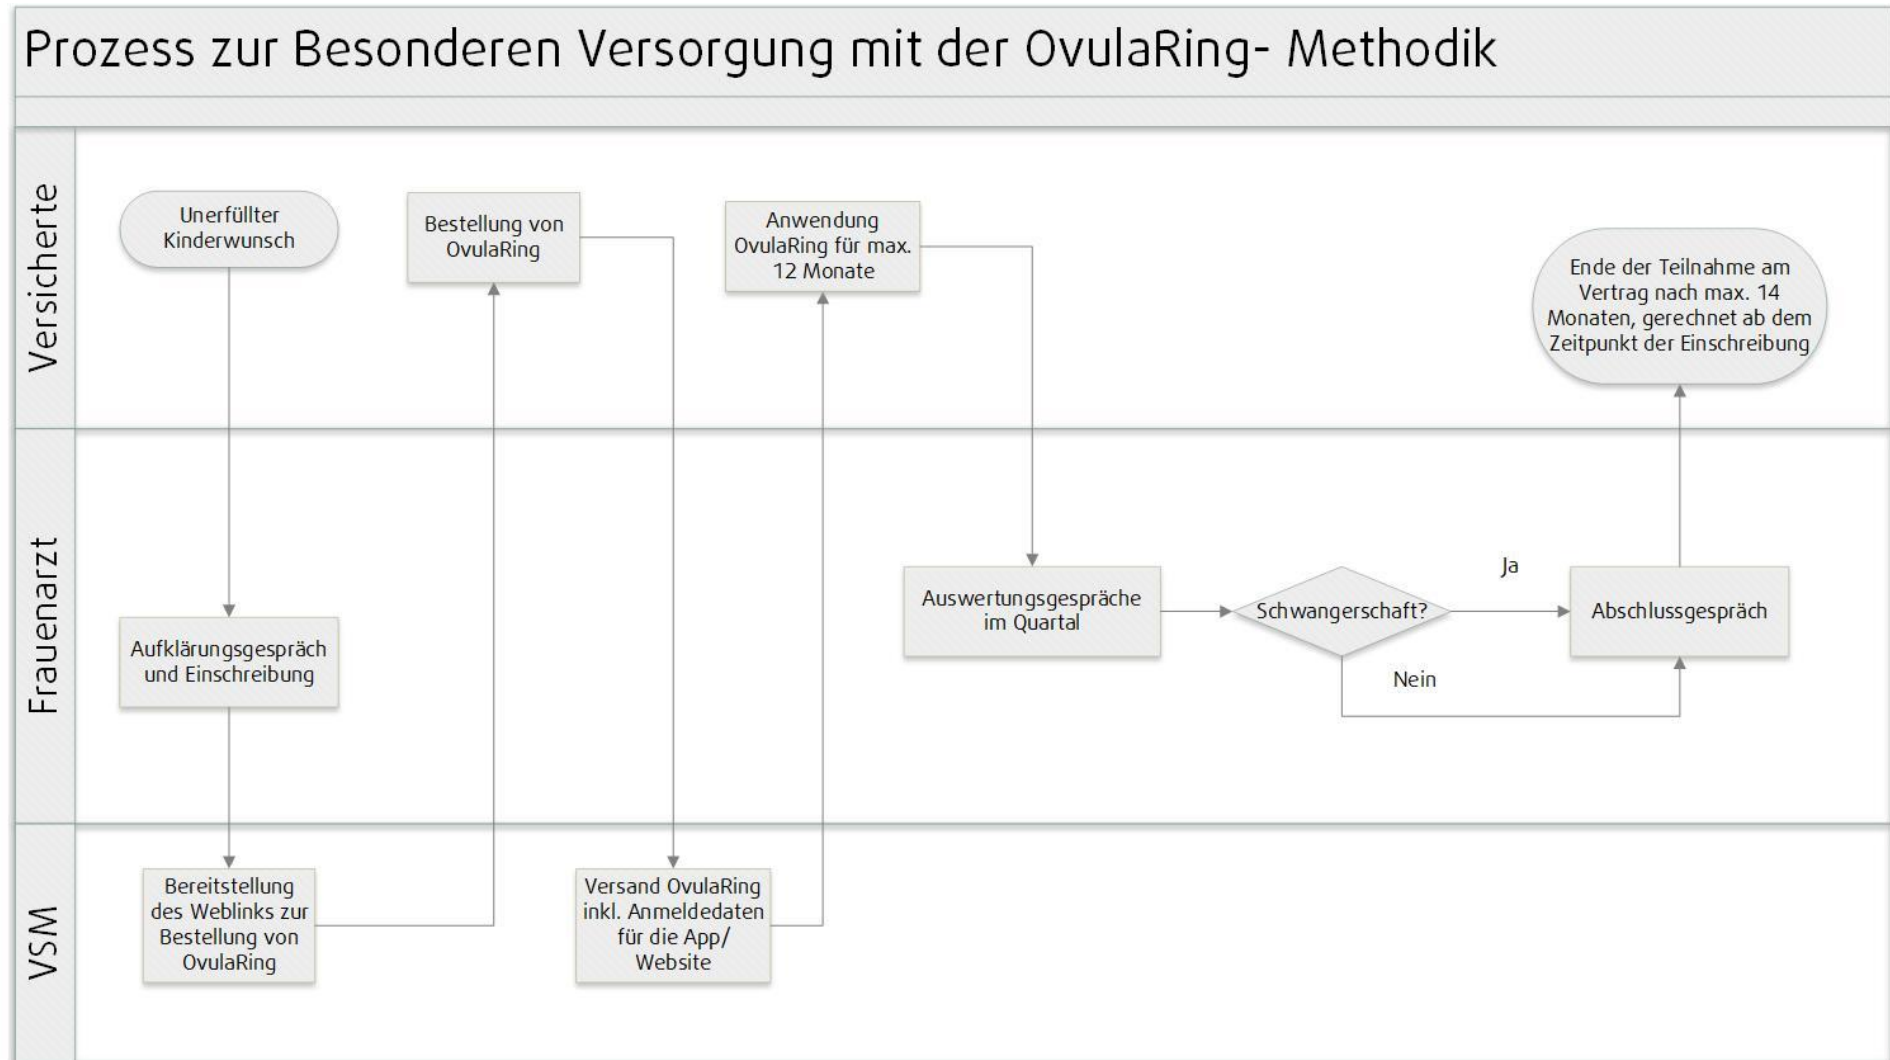 Prozess zur Besonderen Versorgung mit der OvulaRing- Methodik
Versicherte
Unerfüllter
Kinderwunsch
Bestellung von
OvulaRing
Anwendung
OvulaRing für max.
12 Monate
Ende der Teilnahme am
Vertrag nach max. 14
Monaten, gerechnet ab dem
Zeitpunkt der Einschreibung
Frauenarzt
Aufklärungsgespräch
und Einschreibung
Auswertungsgespräche
im Quartal
Schwangerschaft?
Ja
Nein
Abschlussgespräch
VSM
Bereitstellung
des Weblinks zur
Bestellung von
OvulaRing
Versand OvulaRing
inkl. Anmeldedaten
für die App/
Website